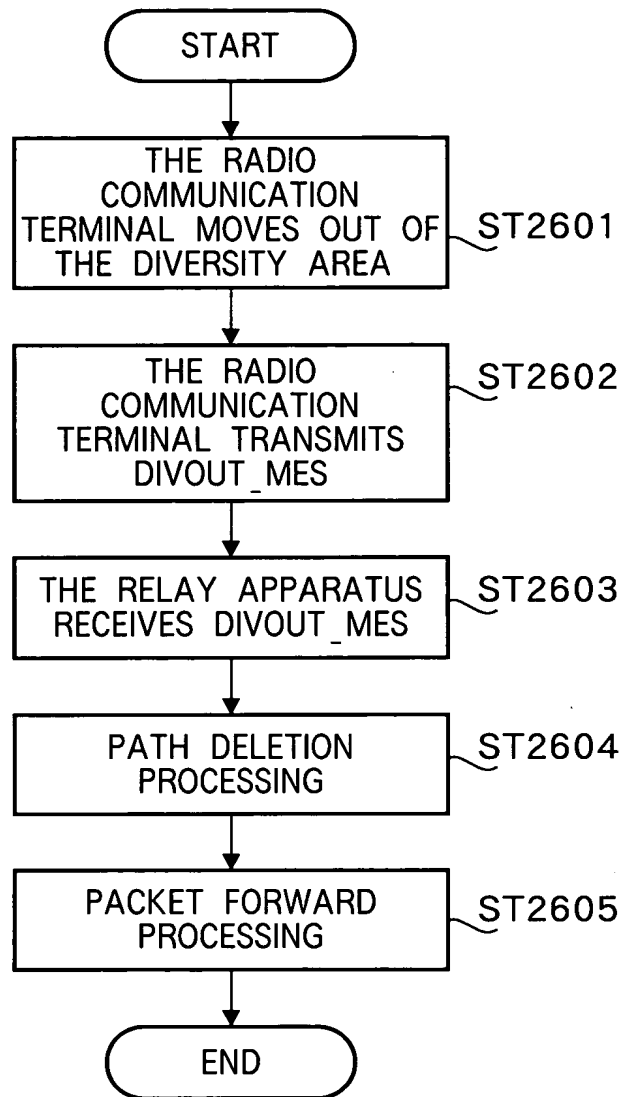 START
THE RADIO
COMMUNICATION
TERMINAL MOVES OUT OF
THE DIVERSITY AREA
ST2601
THE RADIO
COMMUNICATION
TERMINAL TRANSMITS
DIVOUT_MES
ST2602
THE RELAY APPARATUS
RECEIVES DIVOUT_MES
ST2603
PATH DELETION
PROCESSING
ST2604
PACKET FORWARD
PROCESSING
ST2605
END